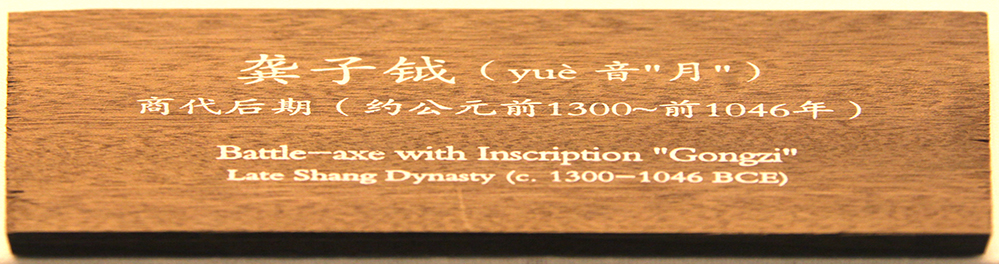 龚子钺（yuè 音"月"）
商代后期（约公元前1300~前1046年）
Battle-axe with Inscription "Gongzi"
Late Shang Dynasty (c. 1300-1046 BCE)